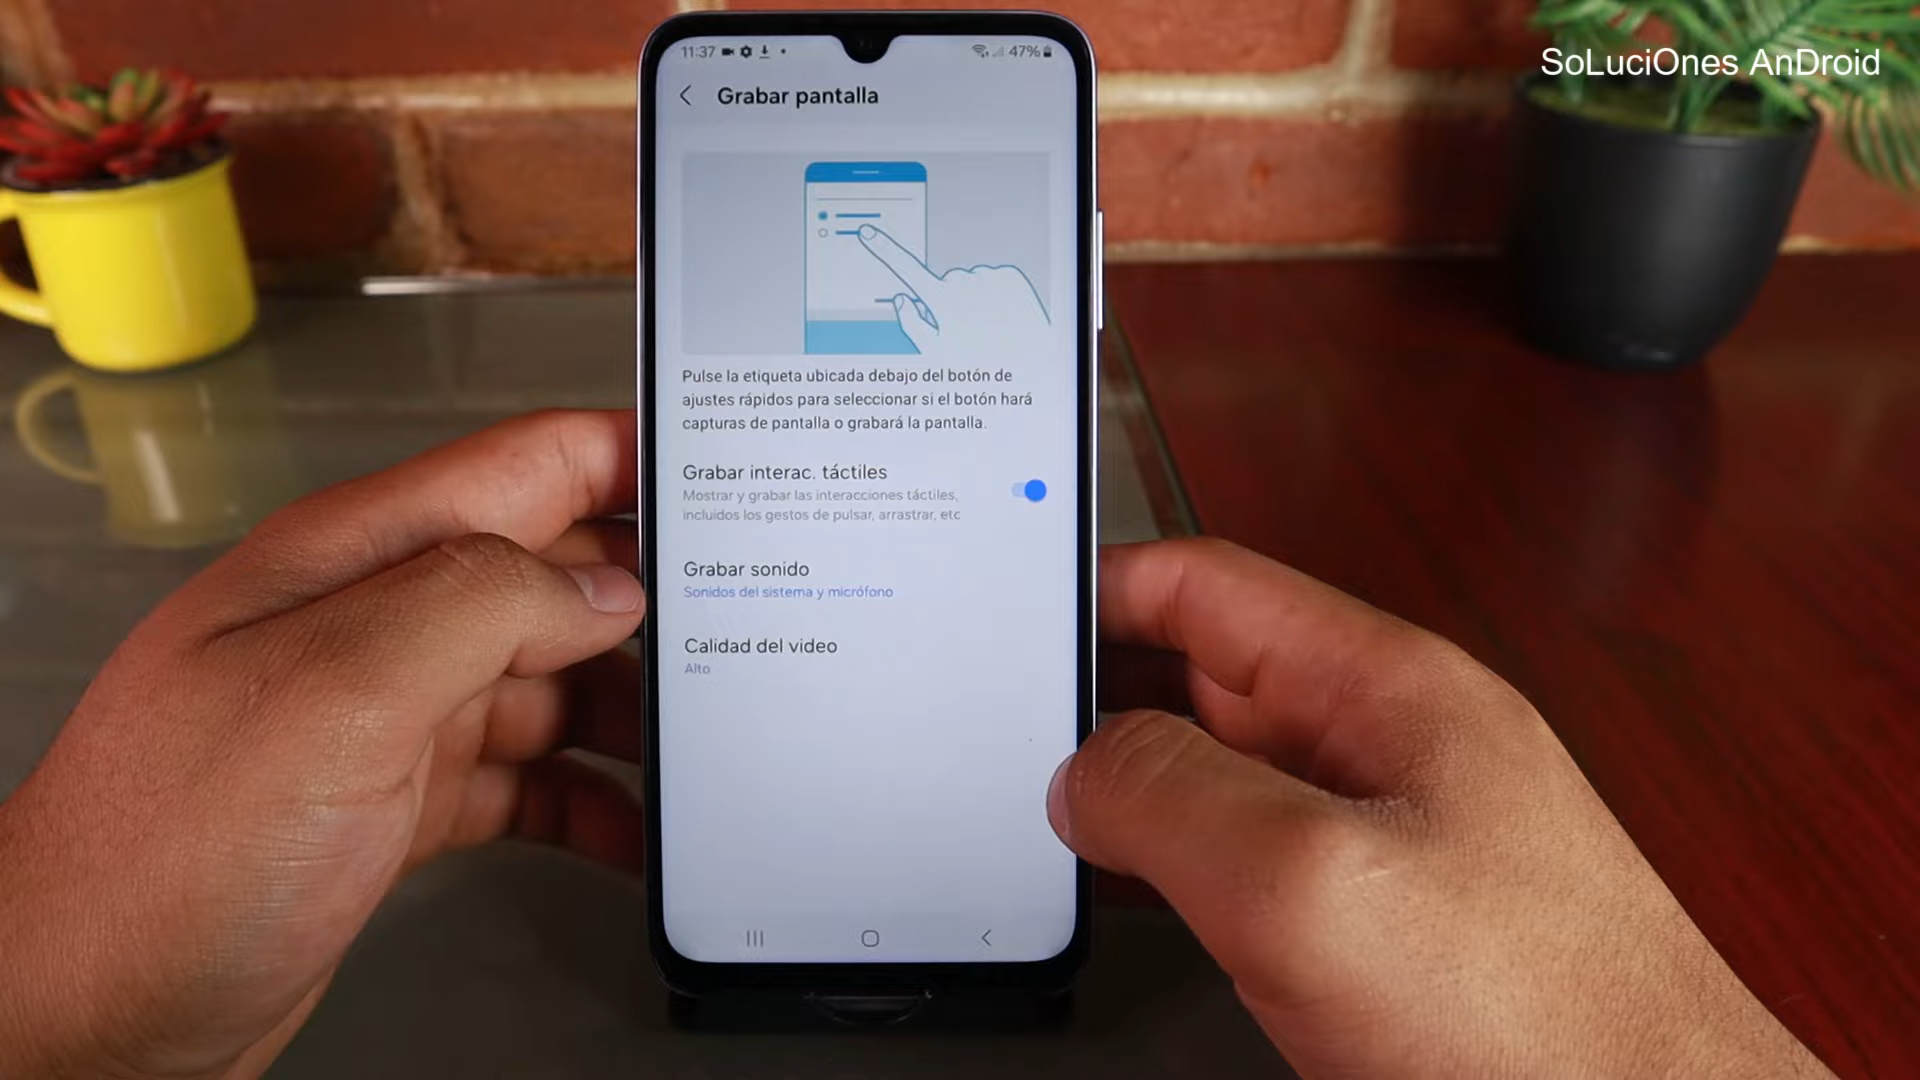 SoLuciOnes AnDroid
11:37
47%
Grabar pantalla
Pulse la etiqueta ubicada debajo del botón de
ajustes rápidos para seleccionar si el botón hará
capturas de pantalla o grabará la pantalla.
Grabar interac. táctiles
Mostrar y grabar las interacciones táctiles,
incluidos los gestos de pulsar, arrastrar, etc
Grabar sonido
Sonidos del sistema y micrófono
Calidad del video
Alto